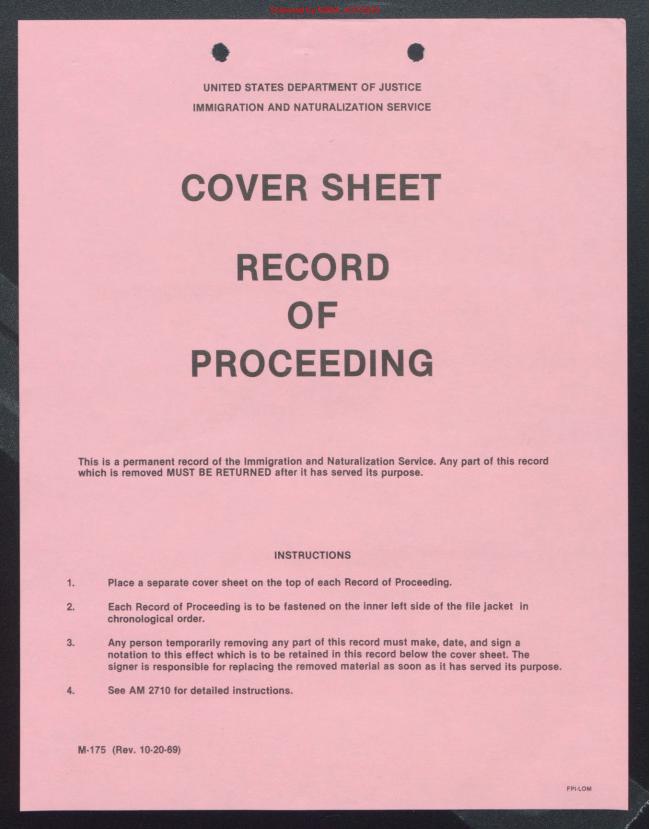 UNITED STATES DEPARTMENT OF JUSTICE
IMMIGRATION AND NATURALIZATION SERVICE
COVER SHEET
RECORD
OF
PROCEEDING
This is a permanent record of the Immigration and Naturalization Service. Any part of this record
which is removed MUST BE RETURNED after it has served its purpose.
INSTRUCTIONS
1. Place a separate cover sheet on the top of each Record of Proceeding.
2. Each Record of Proceeding is to be fastened on the inner left side of the file jacket in
chronological order.
3. Any person temporarily removing any part of this record must make, date, and sign a
notation to this effect which is to be retained in this record below the cover sheet. The
signer is responsible for replacing the removed material as soon as it has served its purpose.
4. See AM 2710 for detailed instructions.
M-175 (Rev. 10-20-69)
FPI-LOM